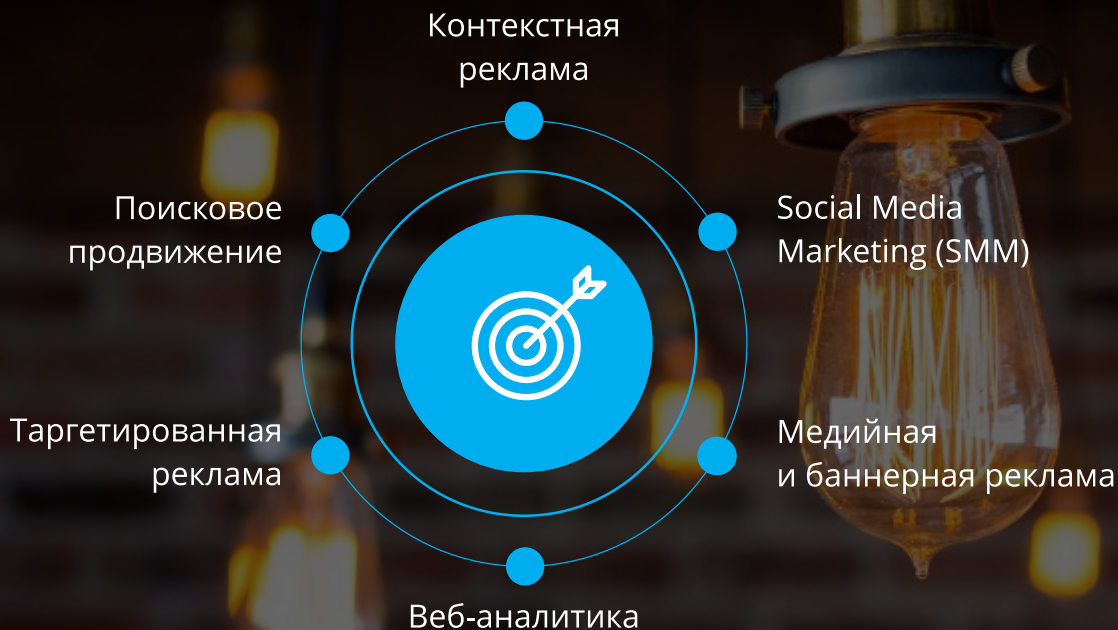 Контекстная
реклама
Поисковое
продвижение
Social Media
Marketing (SMM)
Таргетированная
реклама
Медийная
и баннерная реклама
Веб-аналитика